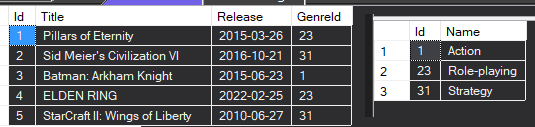 Id Title Release GenreId
1 Pillars of Eternity 2015-03-26 23
2 Sid Meier's Civilization VI 2016-10-21 31
3 Batman: Arkham Knight 2015-06-23 1
4 ELDEN RING 2022-02-25 23
5 StarCraft II: Wings of Liberty 2010-06-27 31
Id Name
1 1 Action
2 23 Role-playing
3 31 Strategy